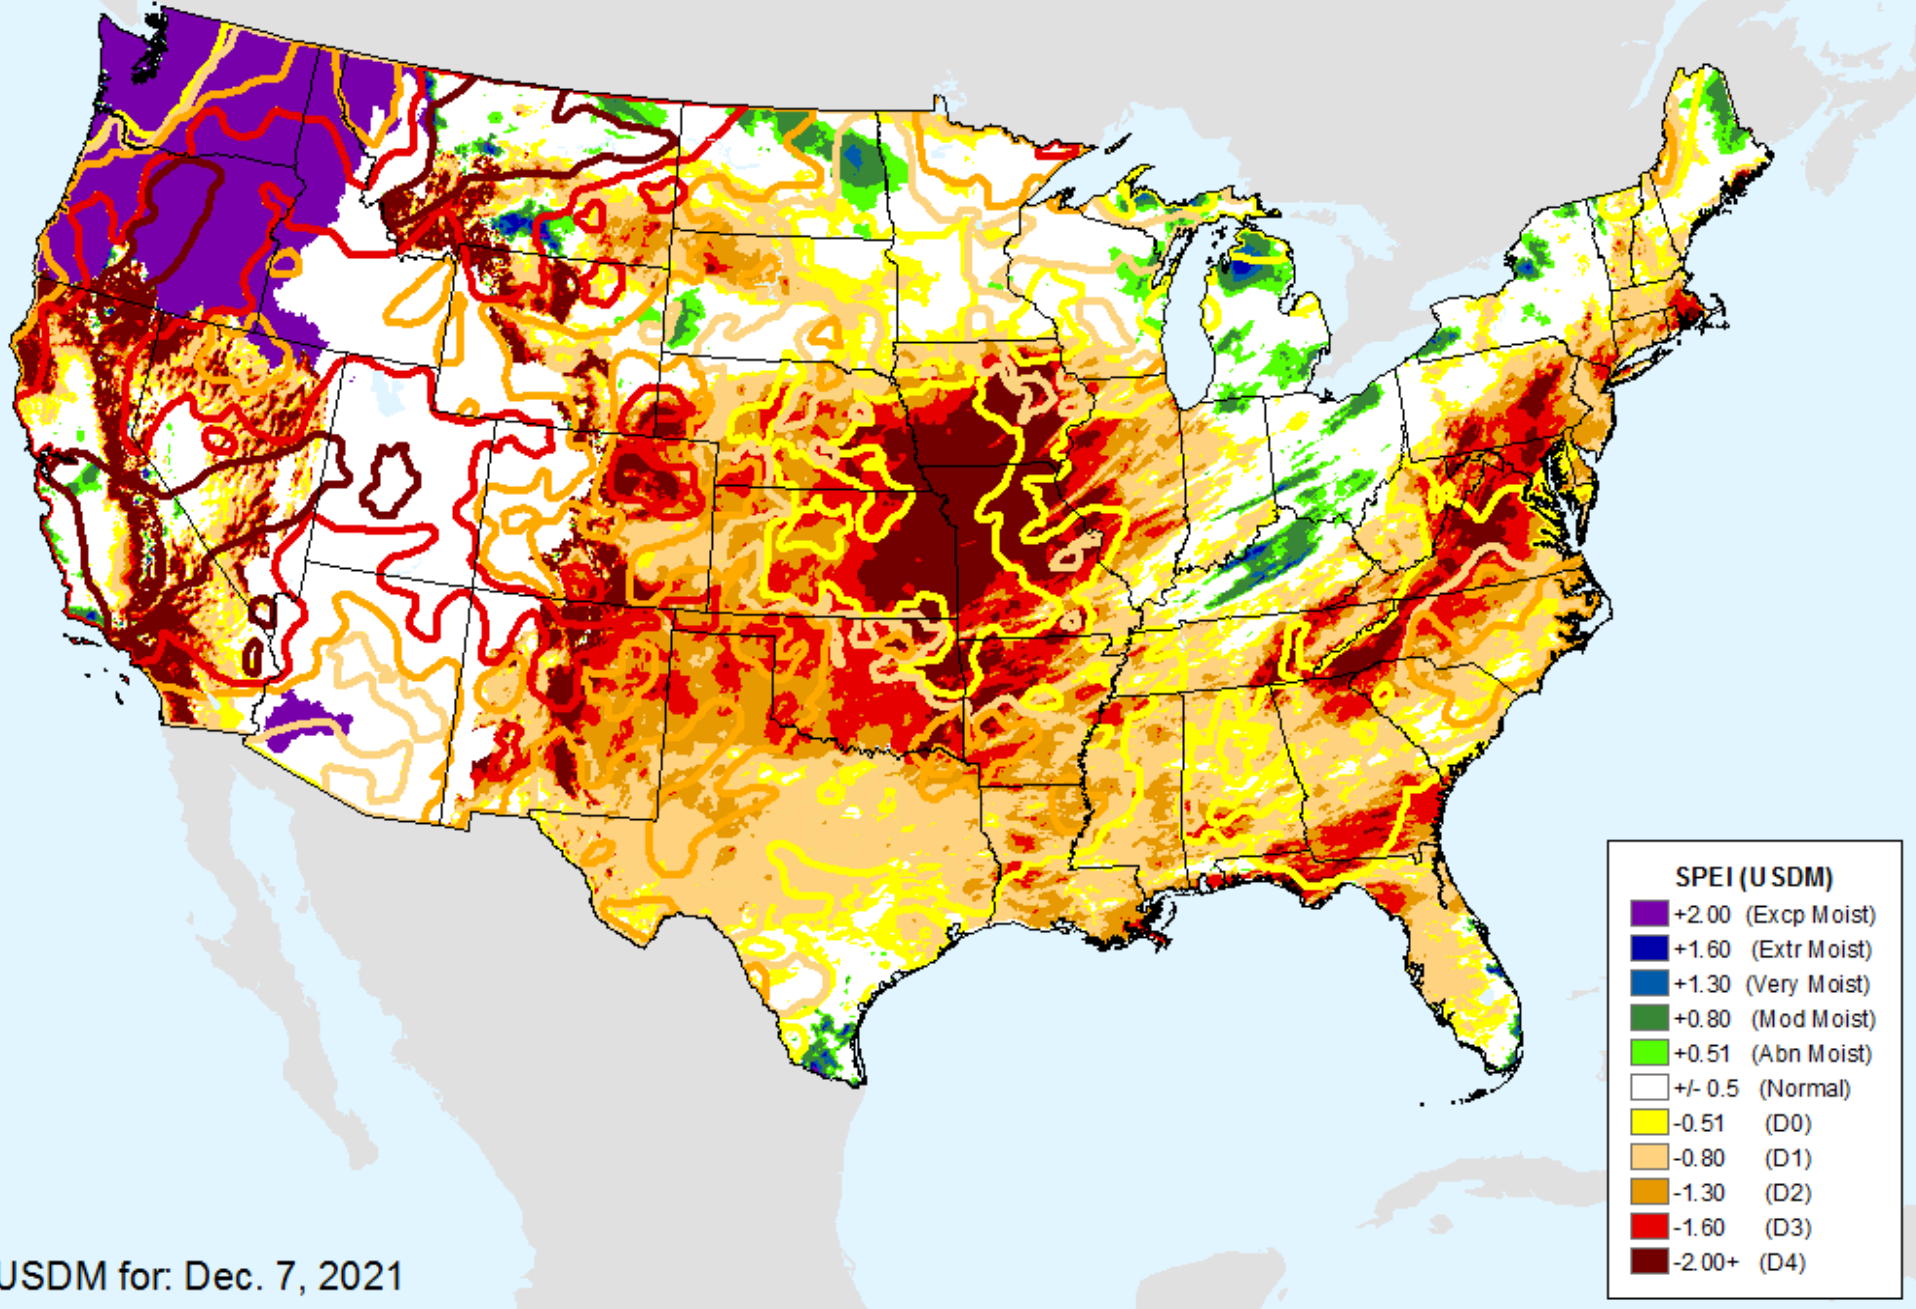 SPEI (USDM)
+2.00 (Excp Moist)
+1.60 (Extr Moist)
+1.30 (Very Moist)
+0.80 (Mod Moist)
+0.51 (Abn Moist)
+/- 0.5 (Normal)
-0.51 (D0)
-0.80 (D1)
-1.30 (D2)
-1.60 (D3)
-2.00+ (D4)
USDM for: Dec. 7, 2021